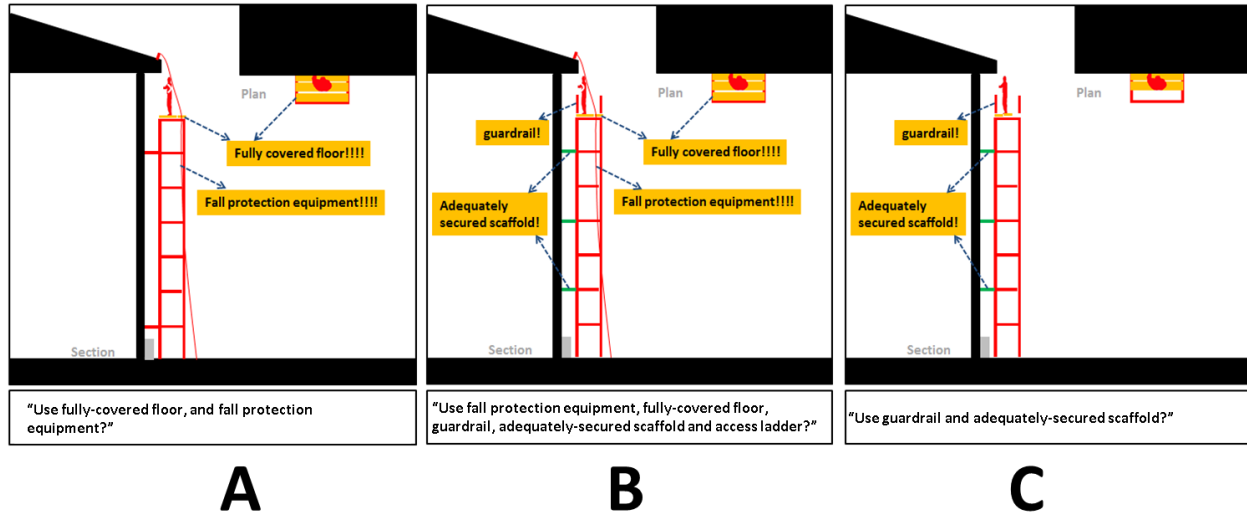 Plan
Fully covered floor!!!!
Fall protection equipment!!!!
Section
“Use fully-covered floor, and fall protection
equipment?”
A
Plan
guardrail!
Fully covered floor!!!!
Adequately
secured scaffold!
Fall protection equipment!!!!
Section
“Use fall protection equipment, fully-covered floor,
guardrail, adequately-secured scaffold and access ladder?”
B
Plan
guardrail!
Adequately
secured scaffold!
Section
“Use guardrail and adequately-secured scaffold?”
C